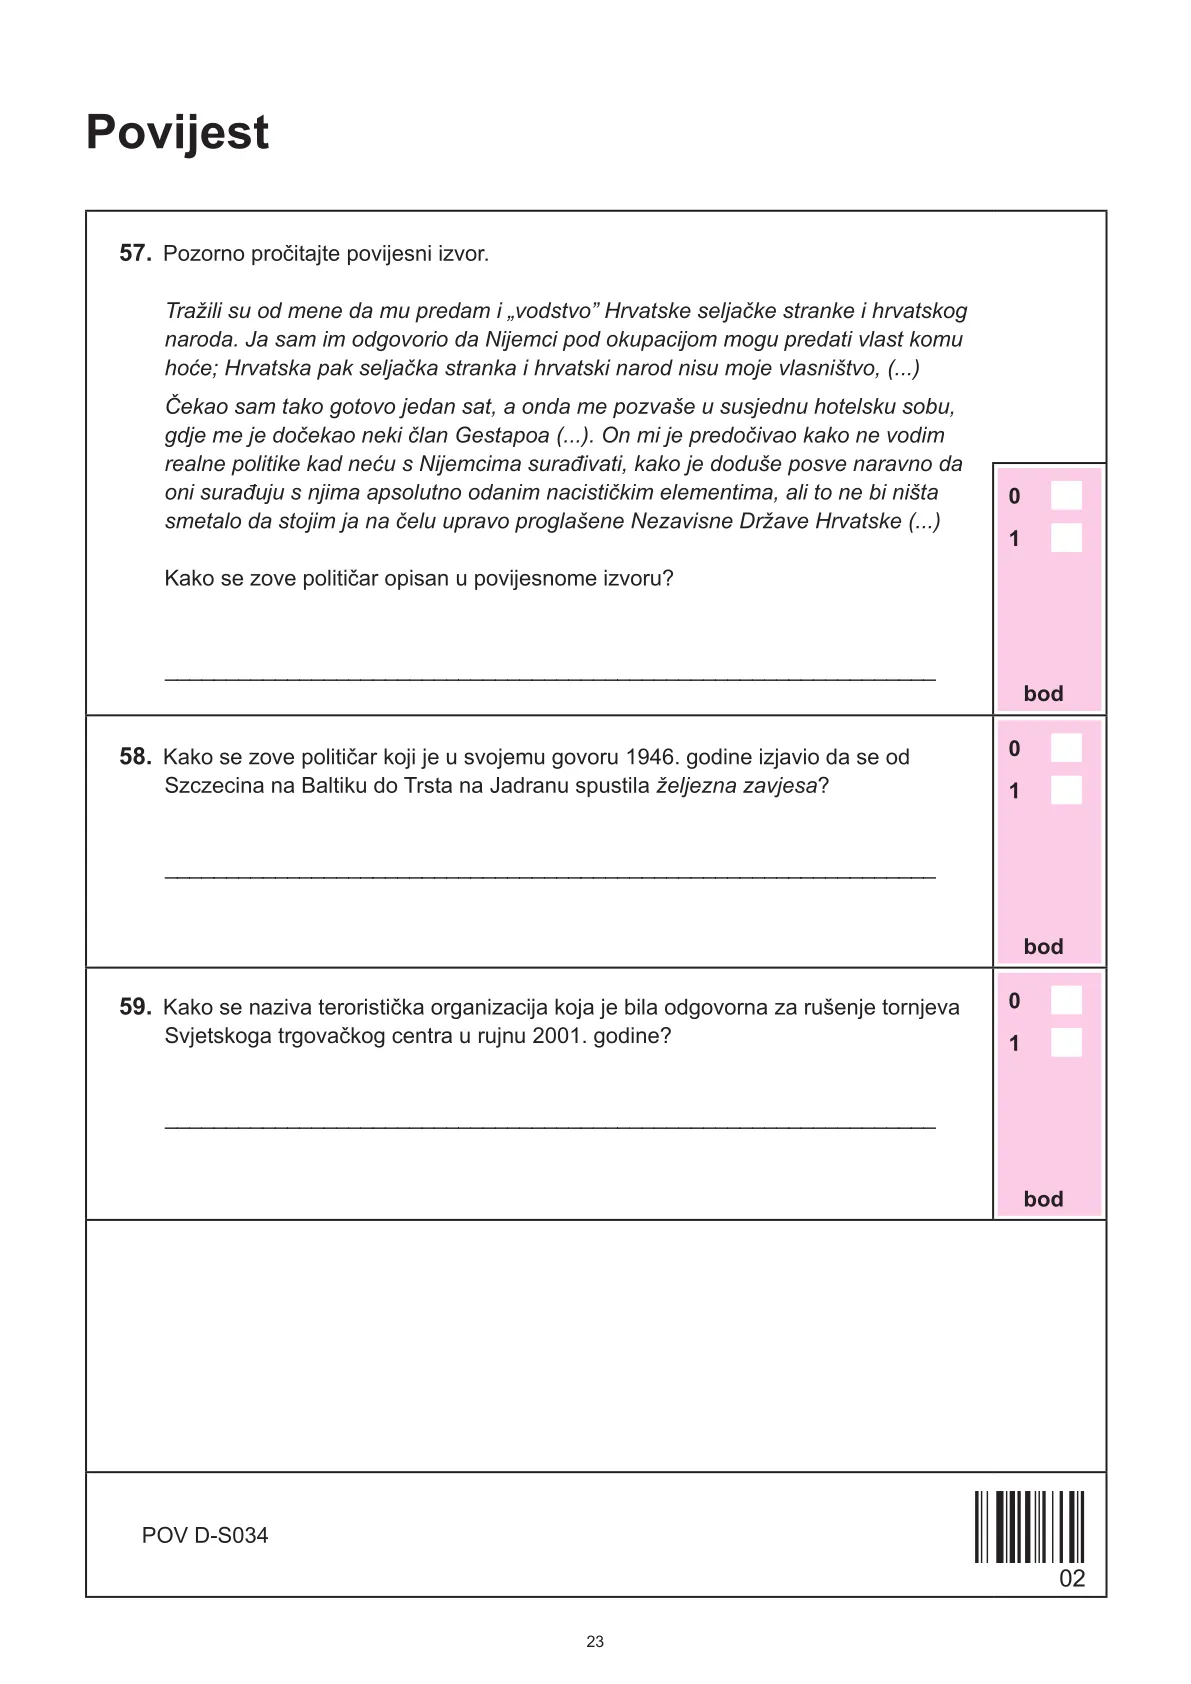 Povijest
57. Pozorno pročitajte povijesni izvor.
Tražili su od mene da mu predam i „vodstvo” Hrvatske seljačke stranke i hrvatskog
naroda. Ja sam im odgovorio da Nijemci pod okupacijom mogu predati vlast komu
hoće; Hrvatska pak seljačka stranka i hrvatski narod nisu moje vlasništvo, (...)
Čekao sam tako gotovo jedan sat, a onda me pozvaše u susjednu hotelsku sobu,
gdje me je dočekao neki član Gestapoa (...). On mi je predočivao kako ne vodim
realne politike kad neću s Nijemcima surađivati, kako je doduše posve naravno da
oni surađuju s njima apsolutno odanim nacističkim elementima, ali to ne bi ništa
smetalo da stojim ja na čelu upravo proglašene Nezavisne Države Hrvatske (...)
Kako se zove političar opisan u povijesnome izvoru?
0
1
bod
58. Kako se zove političar koji je u svojemu govoru 1946. godine izjavio da se od
Szczecina na Baltiku do Trsta na Jadranu spustila željezna zavjesa?
0
1
bod
59. Kako se naziva teroristička organizacija koja je bila odgovorna za rušenje tornjeva
Svjetskoga trgovačkog centra u rujnu 2001. godine?
0
1
bod
POV D-S034
02
23